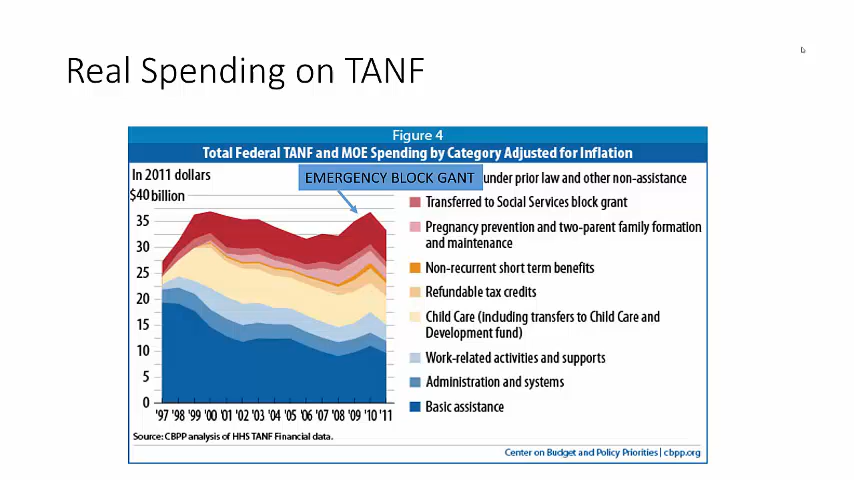 Real Spending on TANF
Figure 4
Total Federal TANF and MOE Spending by Category Adjusted for Inflation
In 2011 dollars
EMERGENCY BLOCK GANT
under prior law and other non-assistance
$40 billion
Transferred to Social Services block grant
35
Pregnancy prevention and two-parent family formation
and maintenance
30
Non-recurrent short term benefits
25
Refundable tax credits
20
Child Care (including transfers to Child Care and
Development fund)
15
Work-related activities and supports
10
Administration and systems
5
Basic assistance
0
'97 '98 '99 '00 '01 '02 '03 '04 '05 '06 '07 '08 '09 '10 '11
Source: CBPP analysis of HHS TANF Financial data.
Center on Budget and Policy Priorities | cbpp.org